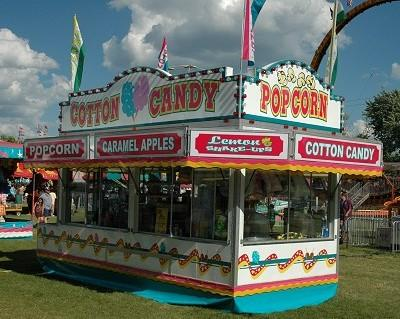 COTTON CANDY
POPCORN
POPCORN
CARAMEL APPLES
LEMON
SHAKE-UPS
COTTON CANDY